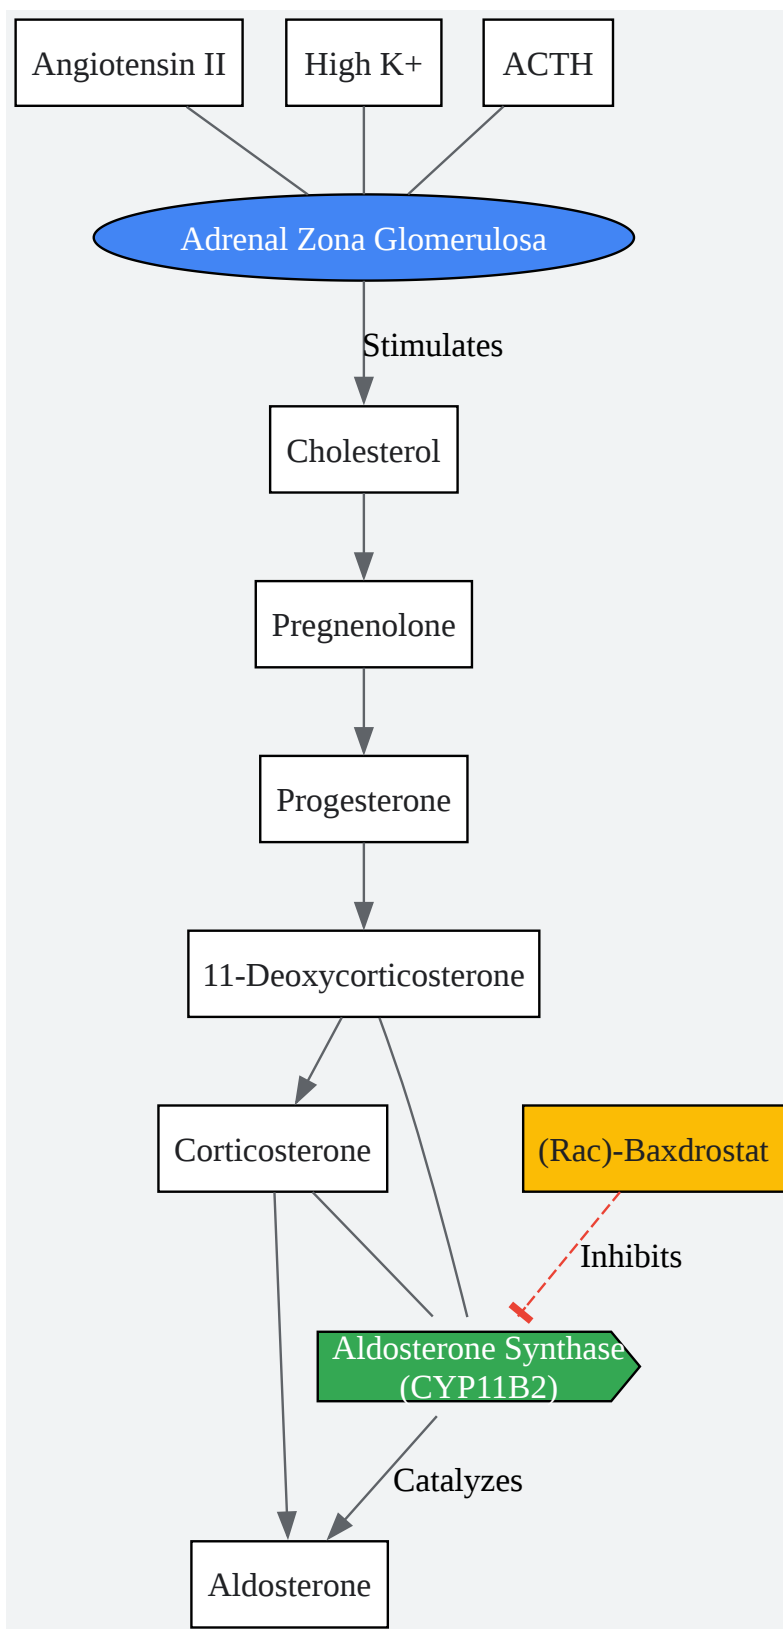 Angiotensin II
High K+
ACTH
Adrenal Zona Glomerulosa
Stimulates
Cholesterol
Pregnenolone
Progesterone
11-Deoxycorticosterone
Corticosterone
(Rac)-Baxdrostat
Inhibits
Aldosterone Synthase
(CYP11B2)
Catalyzes
Aldosterone